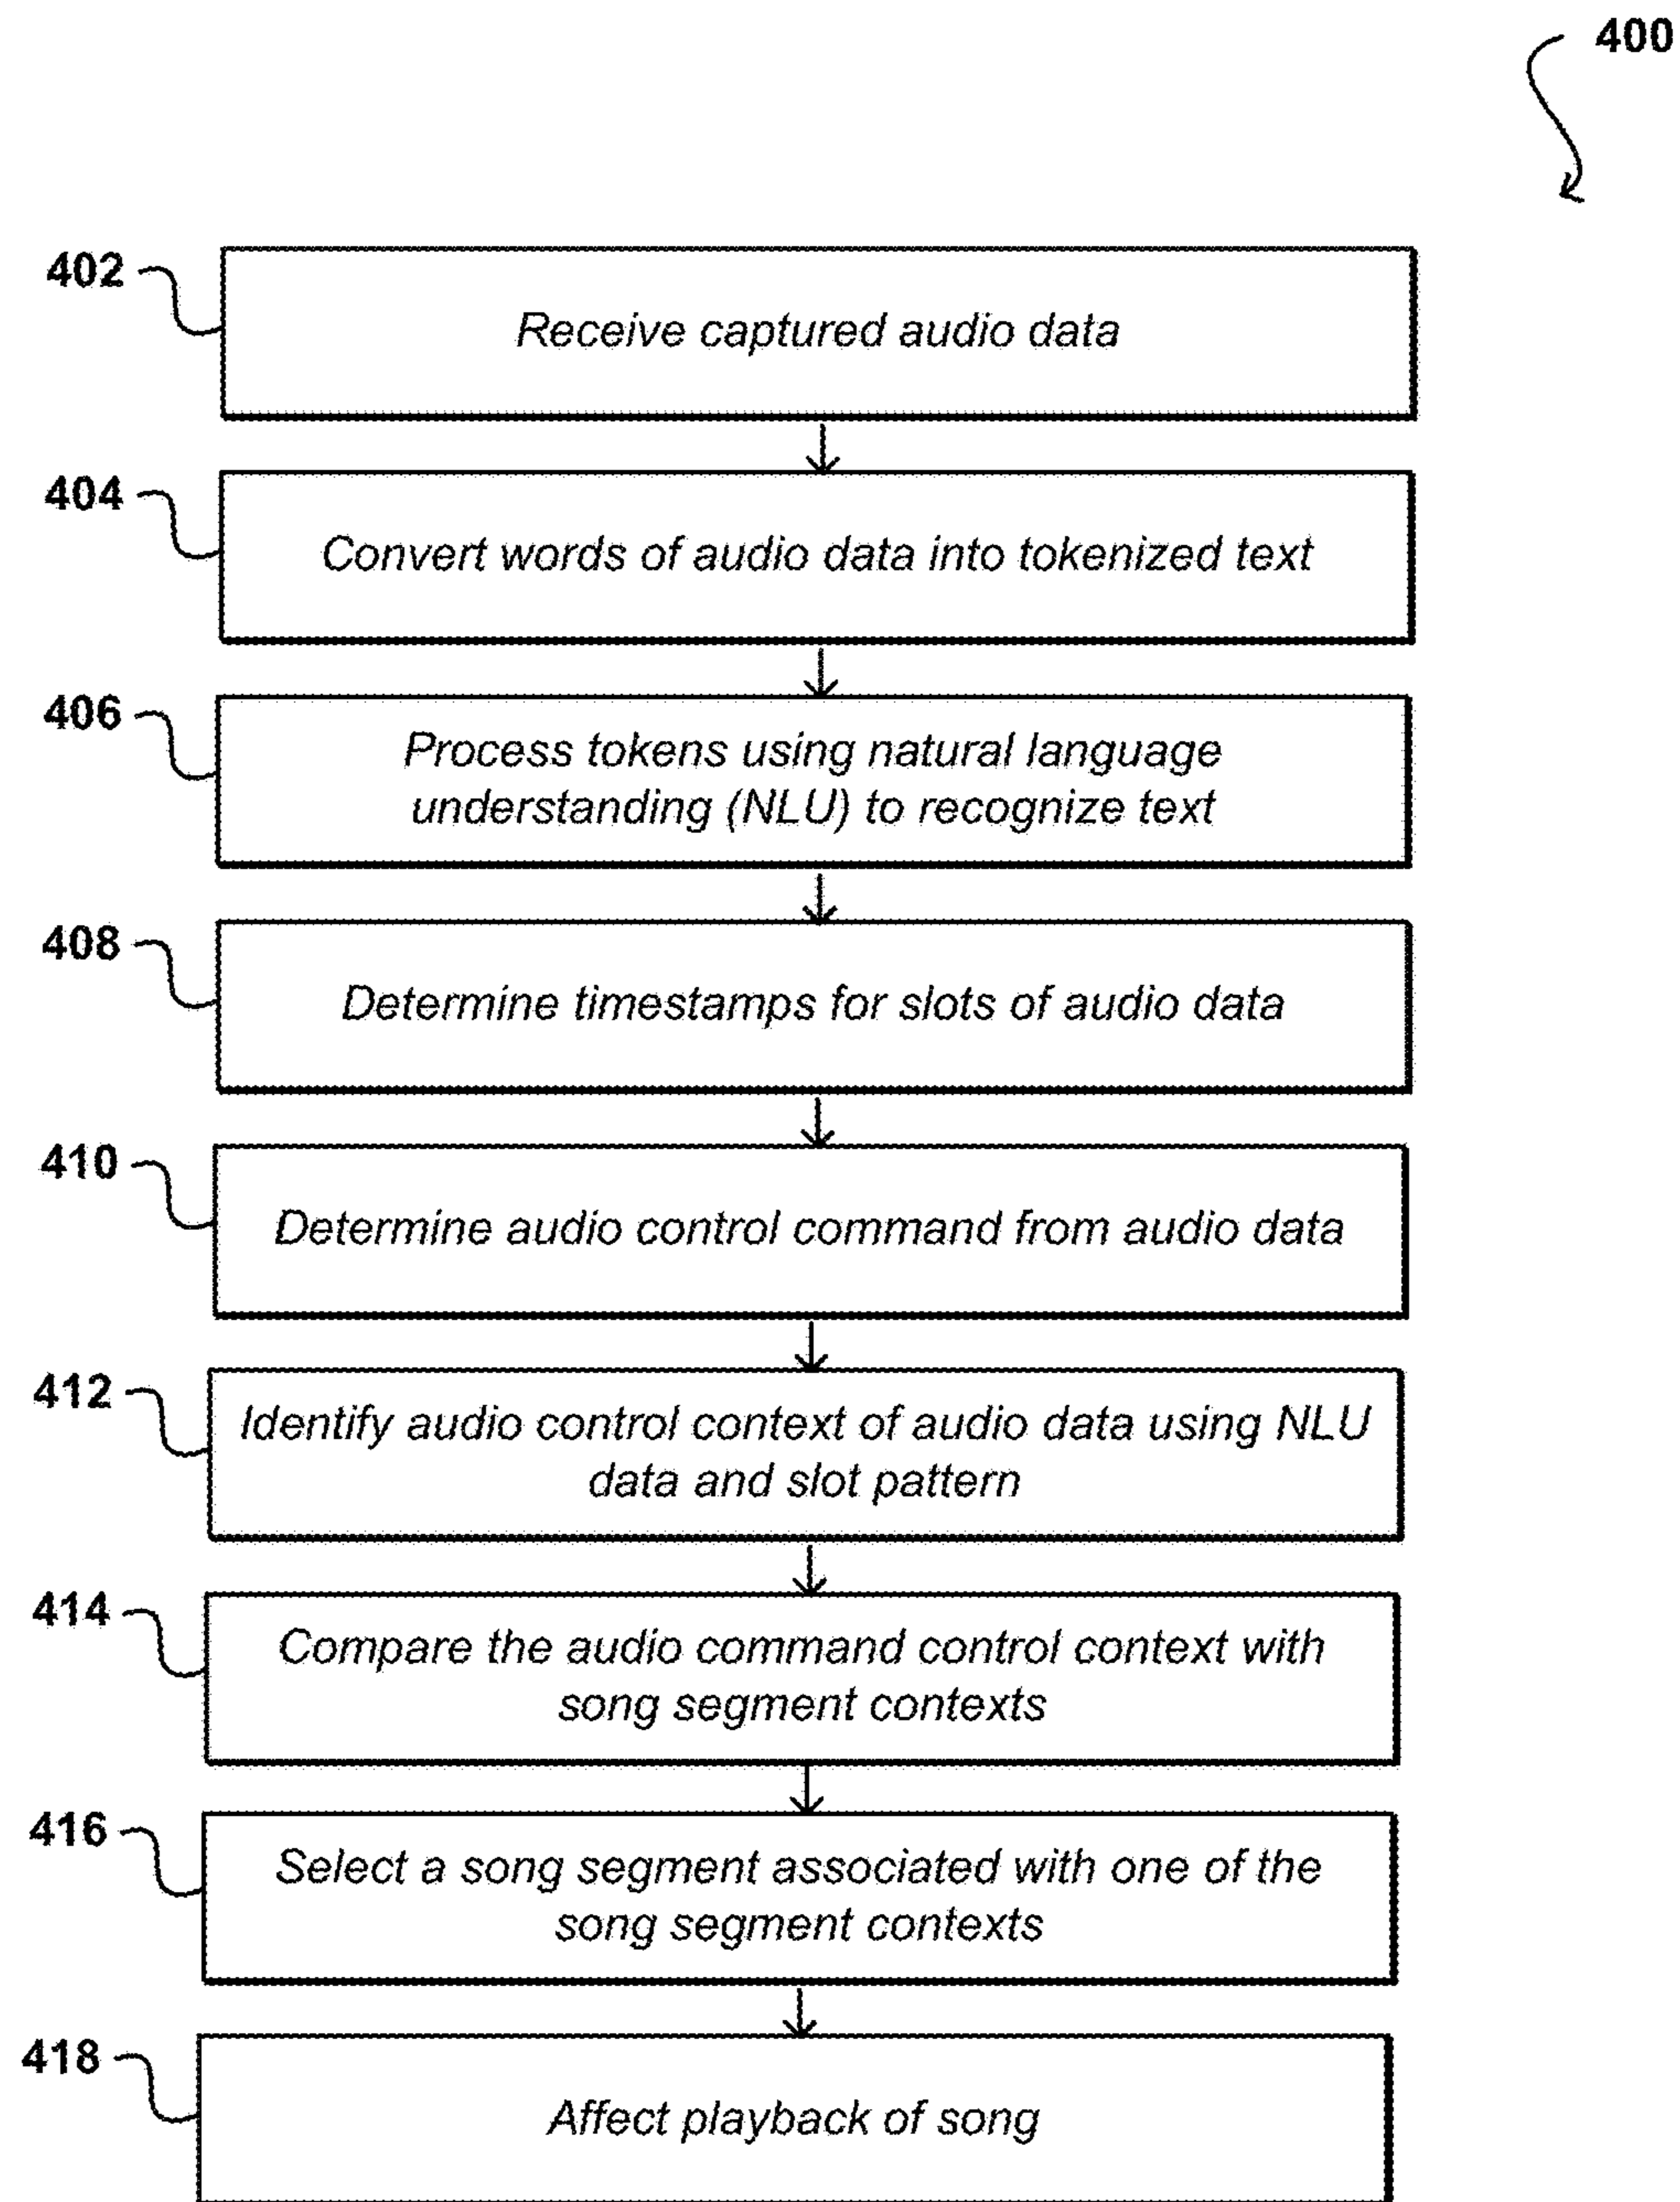 400
402
Receive captured audio data
404
Convert words of audio data into tokenized text
406
Process tokens using natural language
understanding (NLU) to recognize text
408
Determine timestamps for slots of audio data
410
Determine audio control command from audio data
412
Identify audio control context of audio data using NLU
data and slot pattern
414
Compare the audio command control context with
song segment contexts
416
Select a song segment associated with one of the
song segment contexts
418
Affect playback of song